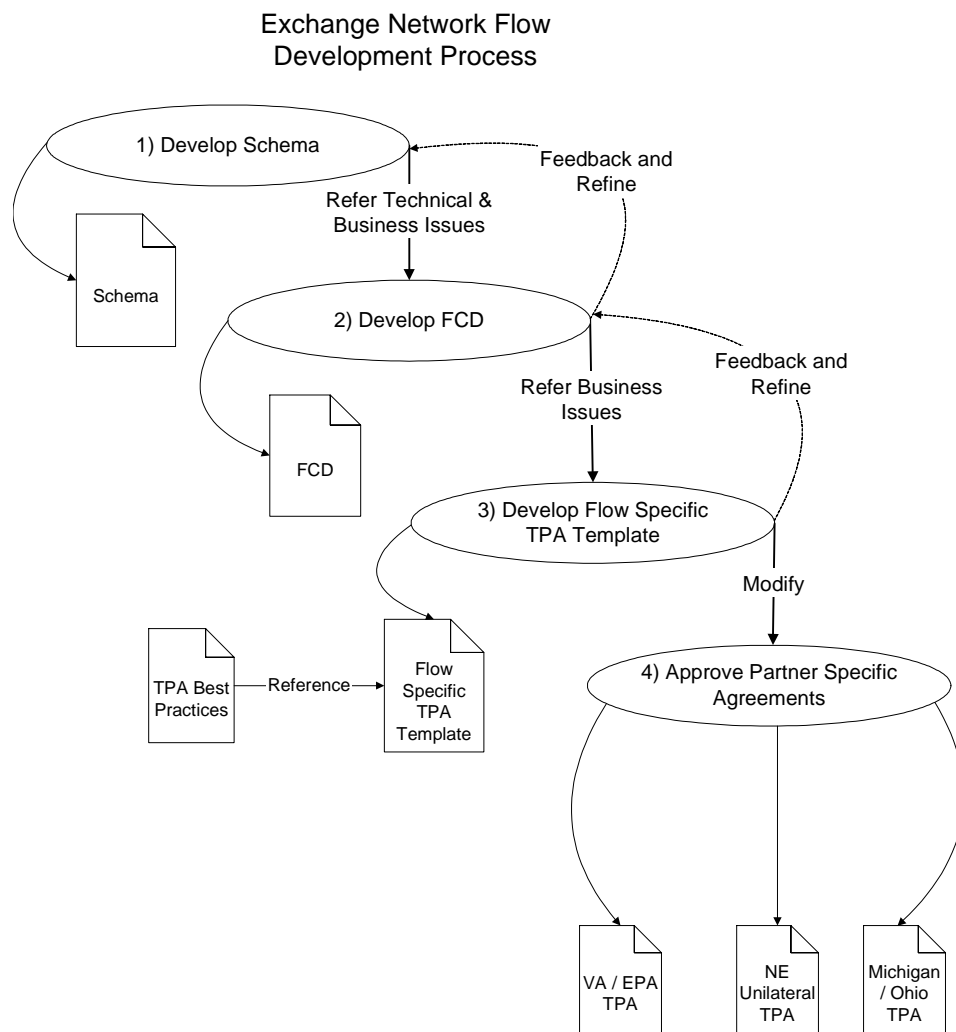 Exchange Network Flow
Development Process
1) Develop Schema
Feedback and
Refine
Refer Technical &
Business Issues
Schema
2) Develop FCD
Feedback and
Refine
Refer Business
Issues
FCD
3) Develop Flow Specific
TPA Template
Modify
TPA Best
Practices
Reference
Flow
Specific
TPA
Template
4) Approve Partner Specific
Agreements
VA / EPA
TPA
NE
Unilateral
TPA
Michigan
/ Ohio
TPA